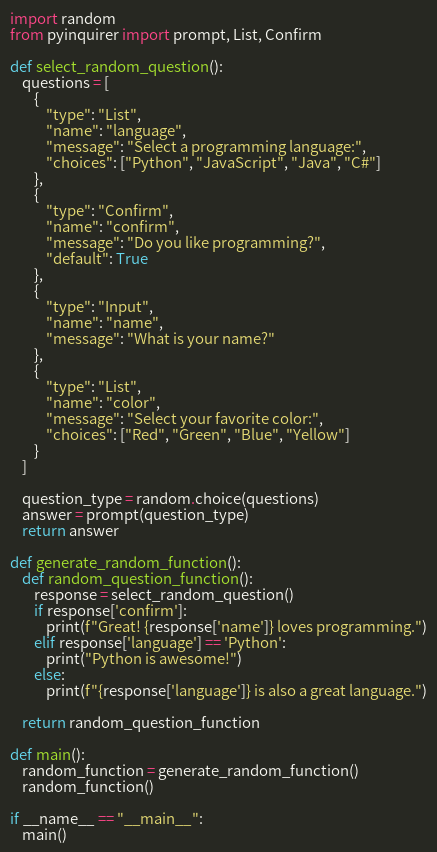 import random
from pyinquirer import prompt, List, Confirm

def select_random_question():
    questions = [
        {
            "type": "List",
            "name": "language",
            "message": "Select a programming language:",
            "choices": ["Python", "JavaScript", "Java", "C#"]
        },
        {
            "type": "Confirm",
            "name": "confirm",
            "message": "Do you like programming?",
            "default": True
        },
        {
            "type": "Input",
            "name": "name",
            "message": "What is your name?"
        },
        {
            "type": "List",
            "name": "color",
            "message": "Select your favorite color:",
            "choices": ["Red", "Green", "Blue", "Yellow"]
        }
    ]

    question_type = random.choice(questions)
    answer = prompt(question_type)
    return answer

def generate_random_function():
    def random_question_function():
        response = select_random_question()
        if response['confirm']:
            print(f"Great! {response['name']} loves programming.")
        elif response['language'] == 'Python':
            print("Python is awesome!")
        else:
            print(f"{response['language']} is also a great language.")

    return random_question_function

def main():
    random_function = generate_random_function()
    random_function()

if __name__ == "__main__":
    main()